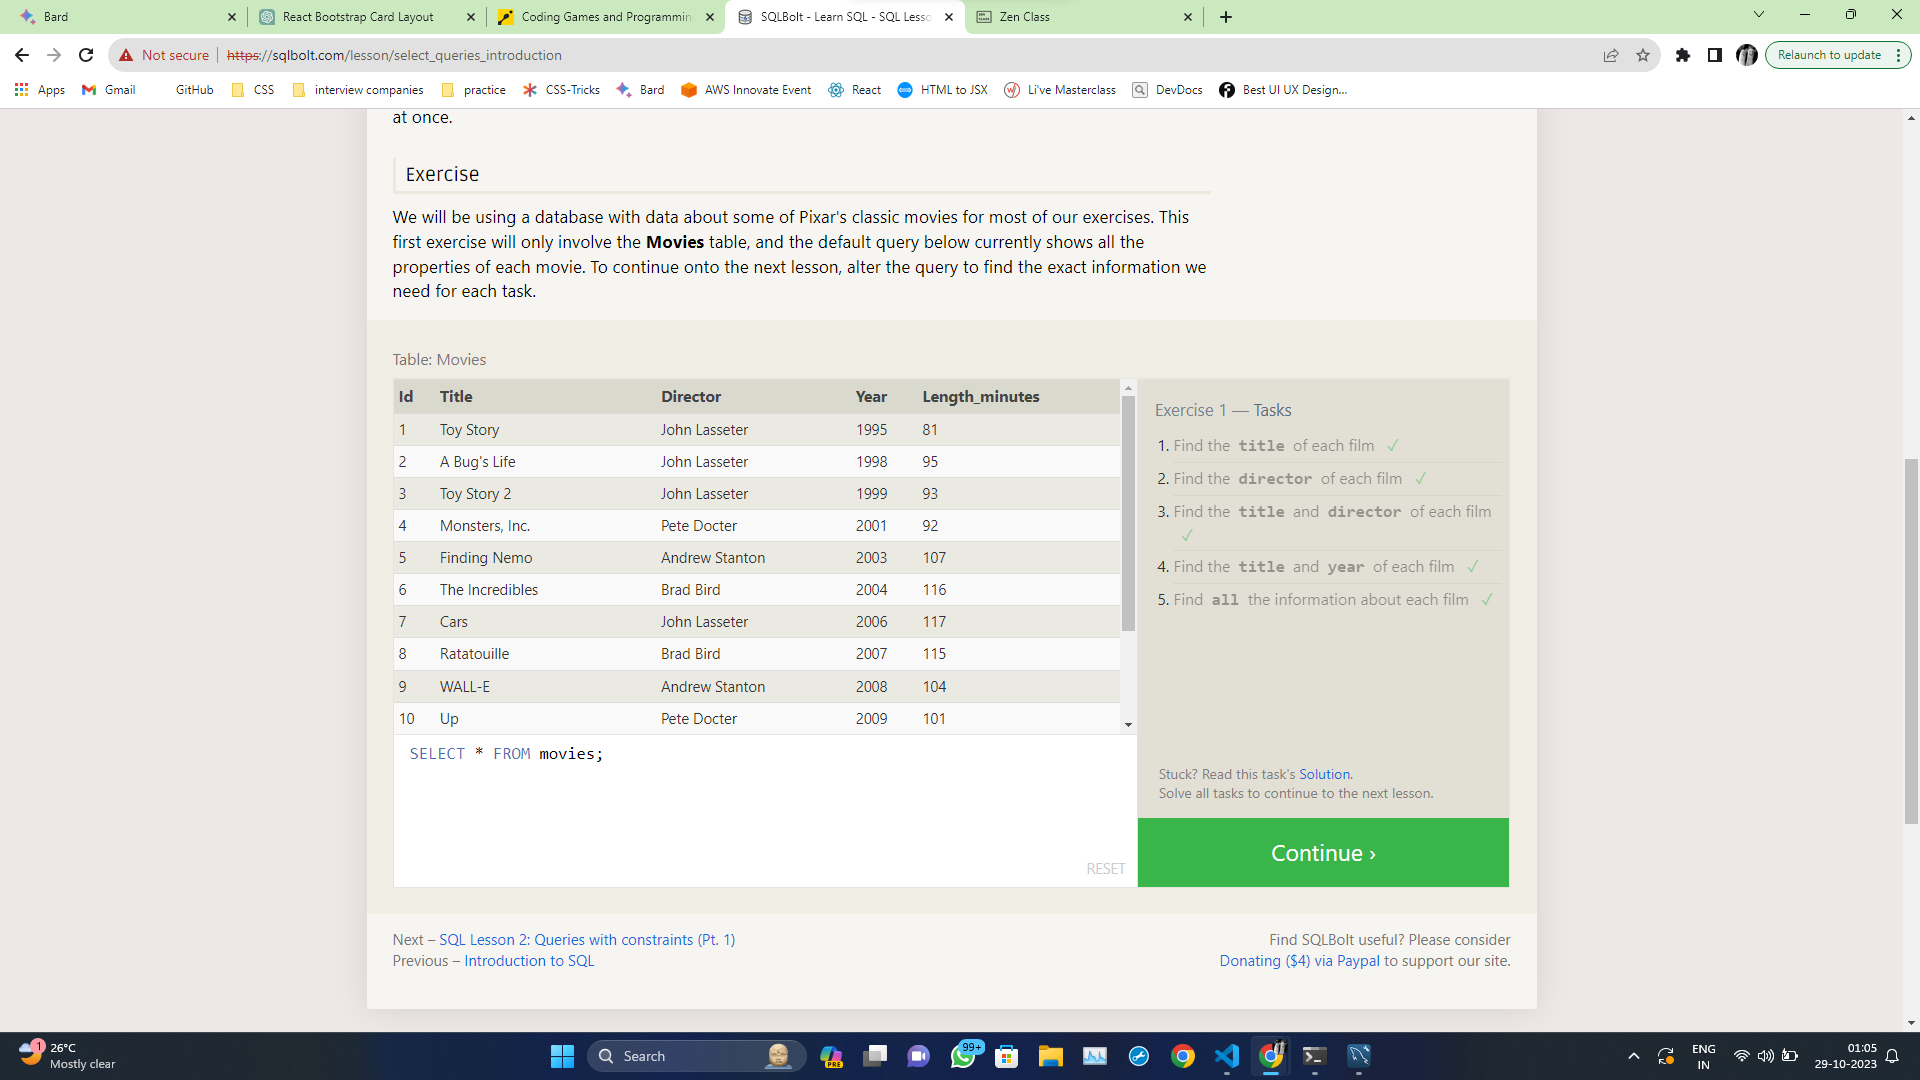 Bard
React Bootstrap Card Layout
Coding Games and Programmin
SQLBolt - Learn SQL - SQL Lesso
Zen Class
Not secure
https://sqlbolt.com/lesson/select_queries_introduction
Relaunch to update
Apps
Gmail
GitHub
CSS
interview companies
practice
CSS-Tricks
Bard
AWS Innovate Event
React
HTML to JSX
Li've Masterclass
DevDocs
Best UI UX Design...
at once.
Exercise
We will be using a database with data about some of Pixar's classic movies for most of our exercises. This
first exercise will only involve the Movies table, and the default query below currently shows all the
properties of each movie. To continue onto the next lesson, alter the query to find the exact information we
need for each task.
Table: Movies
Id Title Director Year Length_minutes
1 Toy Story John Lasseter 1995 81
2 A Bug's Life John Lasseter 1998 95
3 Toy Story 2 John Lasseter 1999 93
4 Monsters, Inc. Pete Docter 2001 92
5 Finding Nemo Andrew Stanton 2003 107
6 The Incredibles Brad Bird 2004 116
7 Cars John Lasseter 2006 117
8 Ratatouille Brad Bird 2007 115
9 WALL-E Andrew Stanton 2008 104
10 Up Pete Docter 2009 101
SELECT * FROM movies;
RESET
Exercise 1 — Tasks
1. Find the title of each film ✓
2. Find the director of each film ✓
3. Find the title and director of each film
✓
4. Find the title and year of each film ✓
5. Find all the information about each film ✓
Stuck? Read this task's Solution.
Solve all tasks to continue to the next lesson.
Continue ›
Next – SQL Lesson 2: Queries with constraints (Pt. 1)
Previous – Introduction to SQL
Find SQLBolt useful? Please consider
Donating ($4) via Paypal to support our site.
1
26°C
Mostly clear
Search
PRE
99+
ENG
IN
01:05
29-10-2023